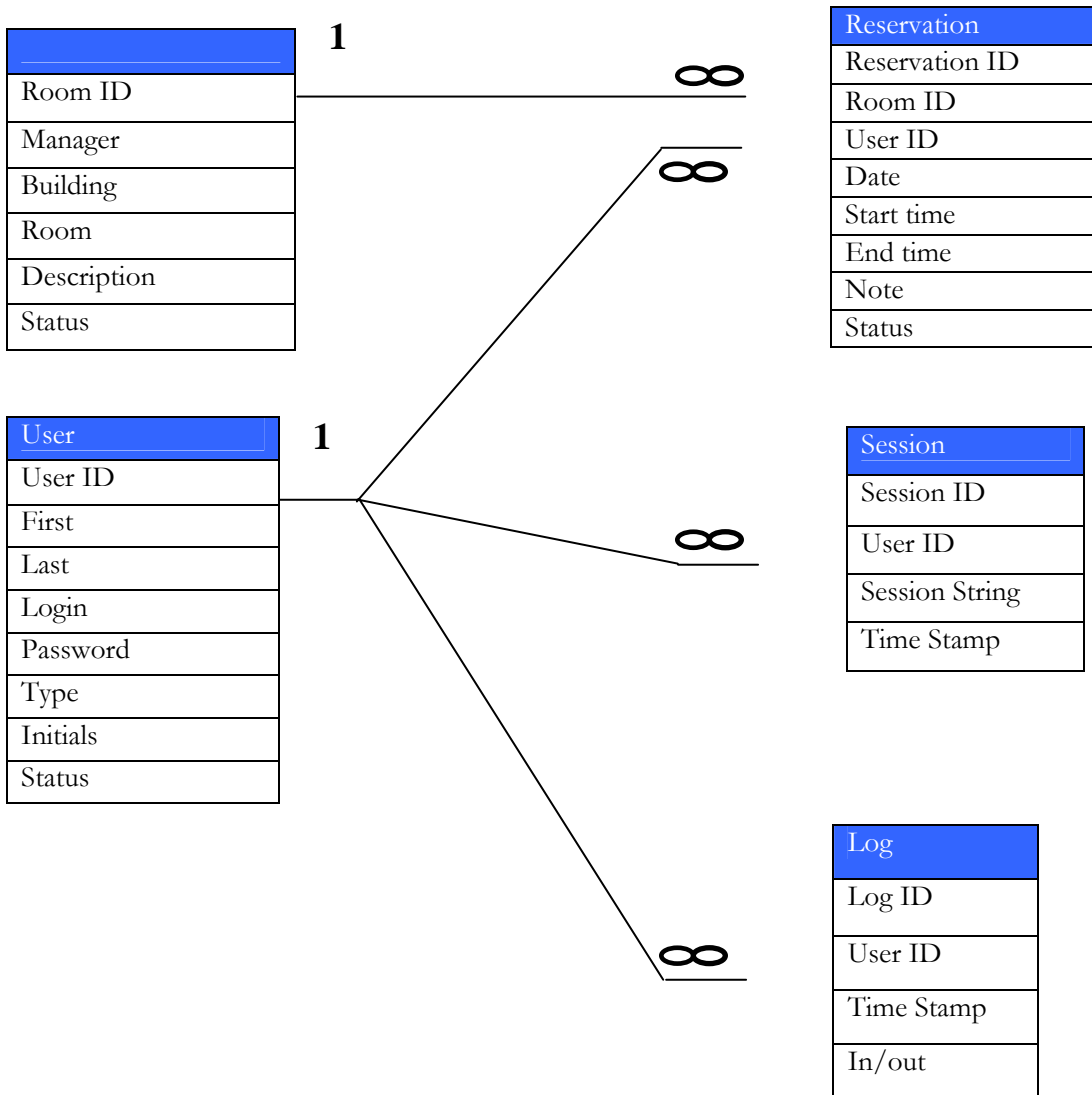 1
Room ID
Manager
Building
Room
Description
Status
∞
∞
Reservation
Reservation ID
Room ID
User ID
Date
Start time
End time
Note
Status
User
User ID
First
Last
Login
Password
Type
Initials
Status
1
∞
Session
Session ID
User ID
Session String
Time Stamp
∞
Log
Log ID
User ID
Time Stamp
In/out